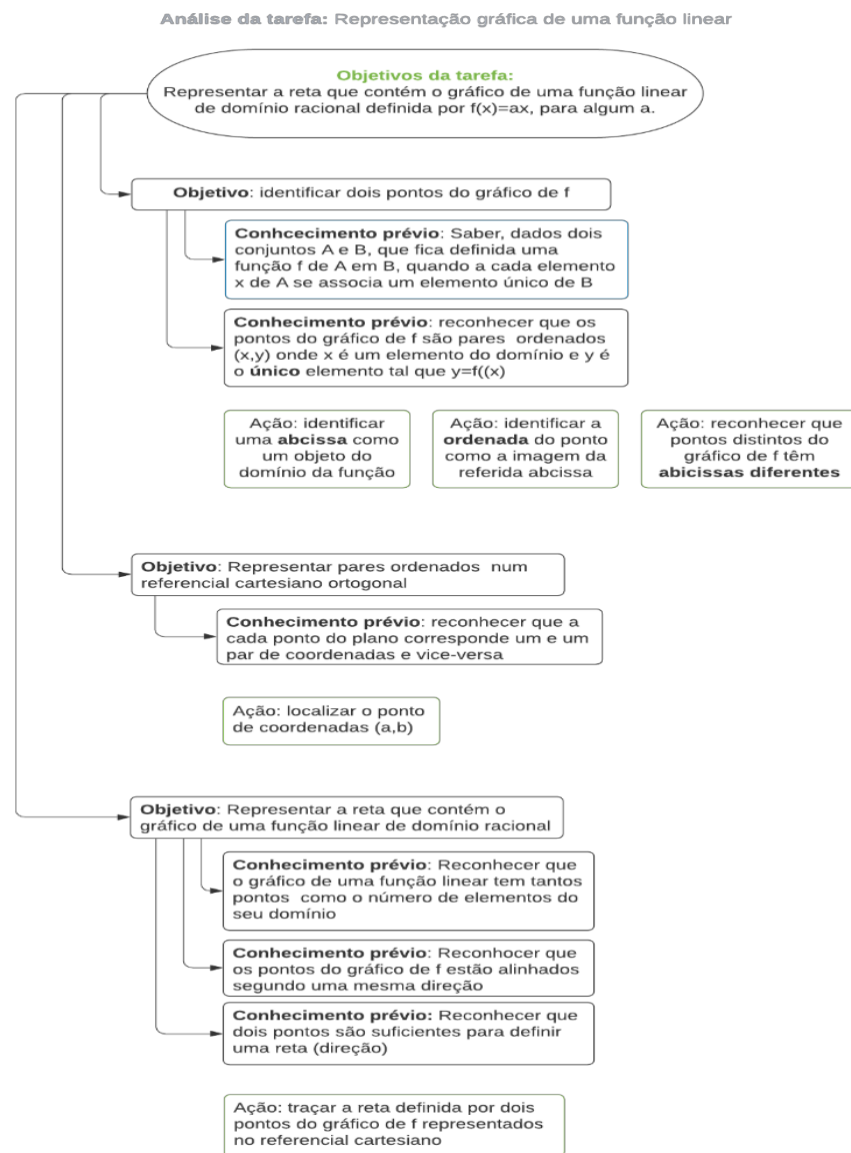 Análise da tarefa: Representação gráfica de uma função linear
Objetivos da tarefa:
Representar a reta que contém o gráfico de uma função linear
de domínio racional definida por f(x)=ax, para algum a.
Objetivo: identificar dois pontos do gráfico de f
Conhcecimento prévio: Saber, dados dois
conjuntos A e B, que fica definida uma
função f de A em B, quando a cada elemento
x de A se associa um elemento único de B
Conhecimento prévio: reconhecer que os
pontos do gráfico de f são pares ordenados
(x,y) onde x é um elemento do domínio e y é
o único elemento tal que y=f((x)
Ação: identificar
uma abcissa como
um objeto do
domínio da função
Ação: identificar a
ordenada do ponto
como a imagem da
referida abcissa
Ação: reconhecer que
pontos distintos do
gráfico de f têm
abicissas diferentes
Objetivo: Representar pares ordenados num
referencial cartesiano ortogonal
Conhecimento prévio: reconhecer que a
cada ponto do plano corresponde um e um
par de coordenadas e vice-versa
Ação: localizar o ponto
de coordenadas (a,b)
Objetivo: Representar a reta que contém o
gráfico de uma função linear de domínio racional
Conhecimento prévio: Reconhecer que
o gráfico de uma função linear tem tantos
pontos como o número de elementos do
seu domínio
Conhecimento prévio: Reconhocer que
os pontos do gráfico de f estão alinhados
segundo uma mesma direção
Conhecimento prévio: Reconhecer que
dois pontos são suficientes para definir
uma reta (direção)
Ação: traçar a reta definida por dois
pontos do gráfico de f representados
no referencial cartesiano